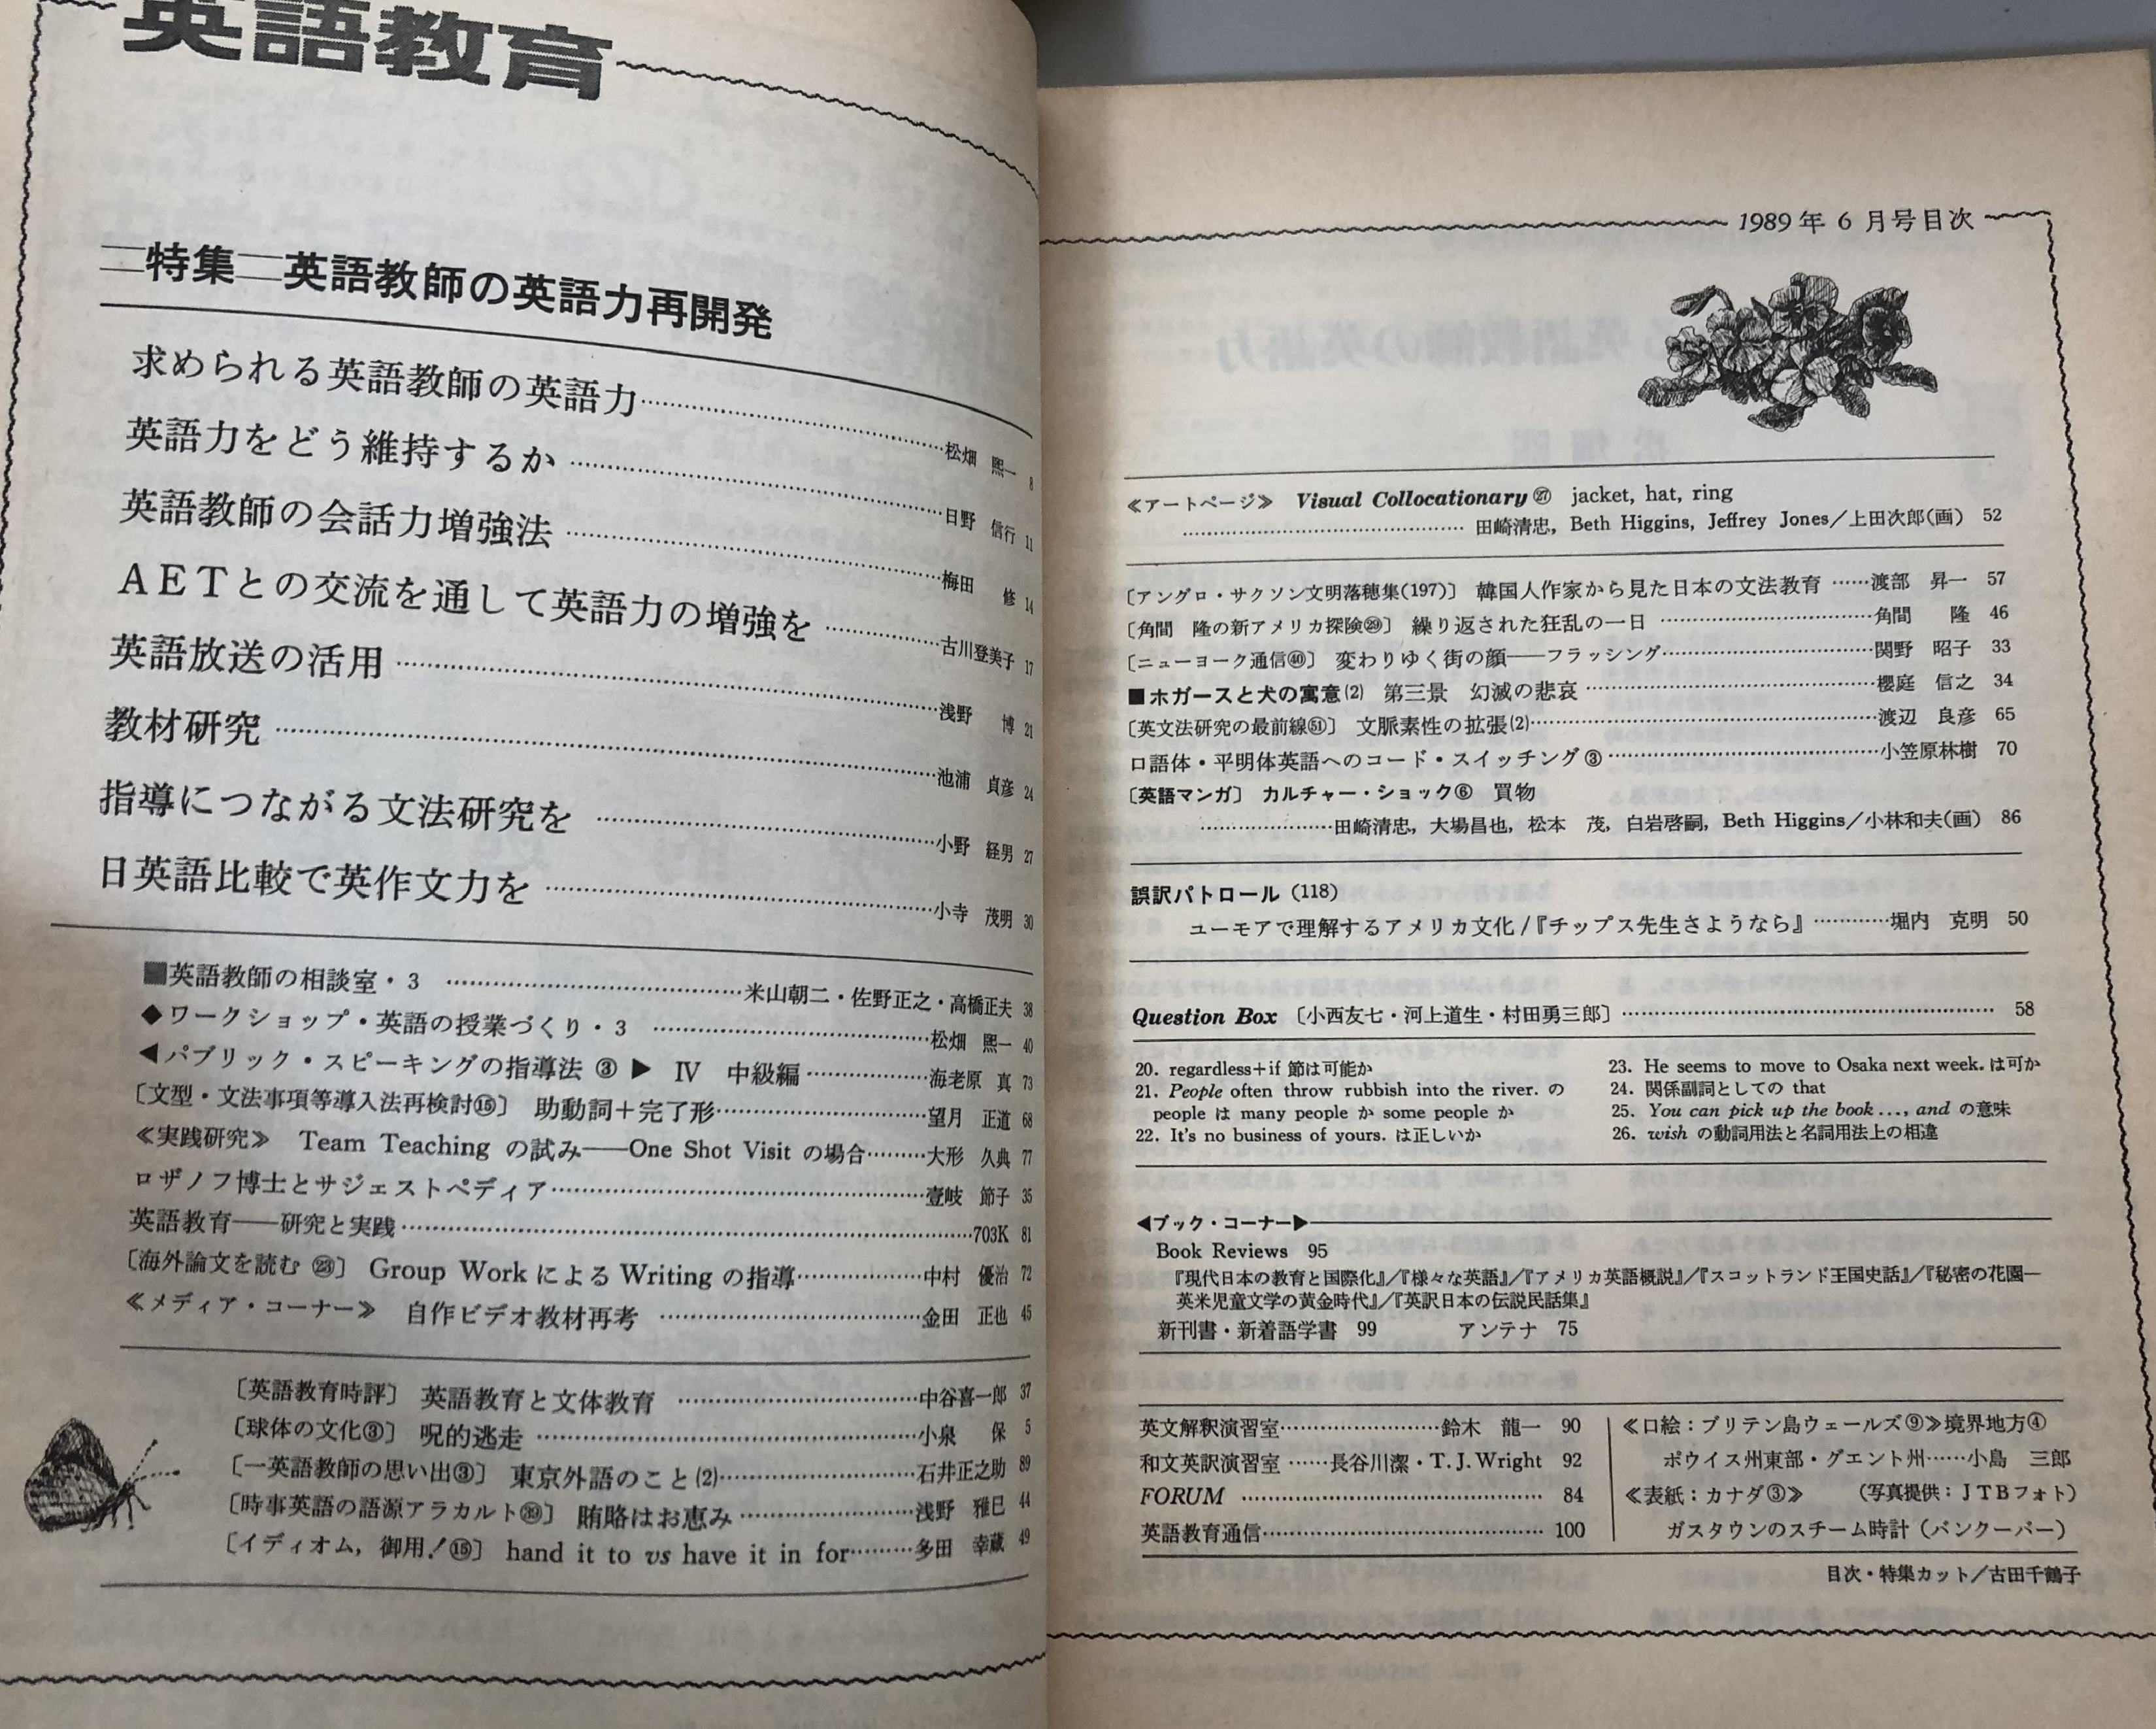 英語教育
特集 英語教師の英語力再開発
求められる英語教師の英語力……松畑 熙一 8
英語力をどう維持するか……日野 信行 11
英語教師の会話力増強法……梅田 修 14
AETとの交流を通して英語力の増強を……古川登美子 17
英語放送の活用……浅野 博 21
教材研究……池浦 貞彦 24
指導につながる文法研究を……小野 経男 27
日英語比較で英作文力を……小寺 茂明 30
■英語教師の相談室・3……米山朝二・佐野正之・高橋正夫 38
◆ワークショップ・英語の授業づくり・3……松畑 熙一 40
◀パブリック・スピーキングの指導法 ③▶ Ⅳ 中級編……海老原 真 73
〔文型・文法事項等導入法再検討⑮〕 助動詞＋完了形……望月 正道 68
≪実践研究≫ Team Teaching の試み――One Shot Visit の場合……大形 久典 77
ロザノフ博士とサジェストペディア……壹岐 節子 35
英語教育――研究と実践……703K 81
〔海外論文を読む ㉓〕 Group Work による Writing の指導……中村 優治 72
≪メディア・コーナー≫ 自作ビデオ教材再考……金田 正也 45
〔英語教育時評〕 英語教育と文体教育……中谷喜一郎 37
〔球体の文化③〕 呪的逃走……小泉 保 5
〔一英語教師の思い出③〕 東京外語のこと(2)……石井正之助 89
〔時事英語の語源アラカルト㊴〕 賄賂はお恵み……浅野 雅巳 44
〔イディオム，御用！⑮〕 hand it to vs have it in for……多田 幸蔵 49
1989年6月号目次
≪アートページ≫ Visual Collocationary㉗ jacket, hat, ring
……田崎清忠，Beth Higgins, Jeffrey Jones／上田次郎(画) 52
〔アングロ・サクソン文明落穂集(197)〕 韓国人作家から見た日本の文法教育……渡部 昇一 57
〔角間 隆の新アメリカ探険㉙〕 繰り返された狂乱の一日……角間 隆 46
〔ニューヨーク通信㊵〕 変わりゆく街の顔――フラッシング……関野 昭子 33
■ホガースと犬の寓意(2) 第三景 幻滅の悲哀……櫻庭 信之 34
〔英文法研究の最前線51〕 文脈素性の拡張(2)……渡辺 良彦 65
口語体・平明体英語へのコード・スイッチング③……小笠原林樹 70
〔英語マンガ〕 カルチャー・ショック⑥ 買物
……田崎清忠，大場昌也，松本 茂，白岩啓嗣，Beth Higgins／小林和夫(画) 86
誤訳パトロール (118)
ユーモアで理解するアメリカ文化/『チップス先生さようなら』……堀内 克明 50
Question Box 〔小西友七・河上道生・村田勇三郎〕……58
20. regardless+if 節は可能か
21. People often throw rubbish into the river. の
people は many people か some people か
22. It's no business of yours. は正しいか
23. He seems to move to Osaka next week. は可か
24. 関係副詞としての that
25. You can pick up the book ..., and の意味
26. wish の動詞用法と名詞用法上の相違
◀ブック・コーナー▶
Book Reviews 95
『現代日本の教育と国際化』／『様々な英語』／『アメリカ英語概説』／『スコットランド王国史話』／『秘密の花園―
英米児童文学の黄金時代』／『英訳日本の伝説民話集』
新刊書・新着語学書 99 アンテナ 75
英文解釈演習室……鈴木 龍一 90
和文英訳演習室……長谷川潔・T. J. Wright 92
FORUM……84
英語教育通信……100
≪口絵：ブリテン島ウェールズ⑨≫境界地方④
ポウイス州東部・グエント州……小島 三郎
≪表紙：カナダ③≫ (写真提供：JTBフォト)
ガスタウンのスチーム時計（バンクーバー）
目次・特集カット／古田千鶴子